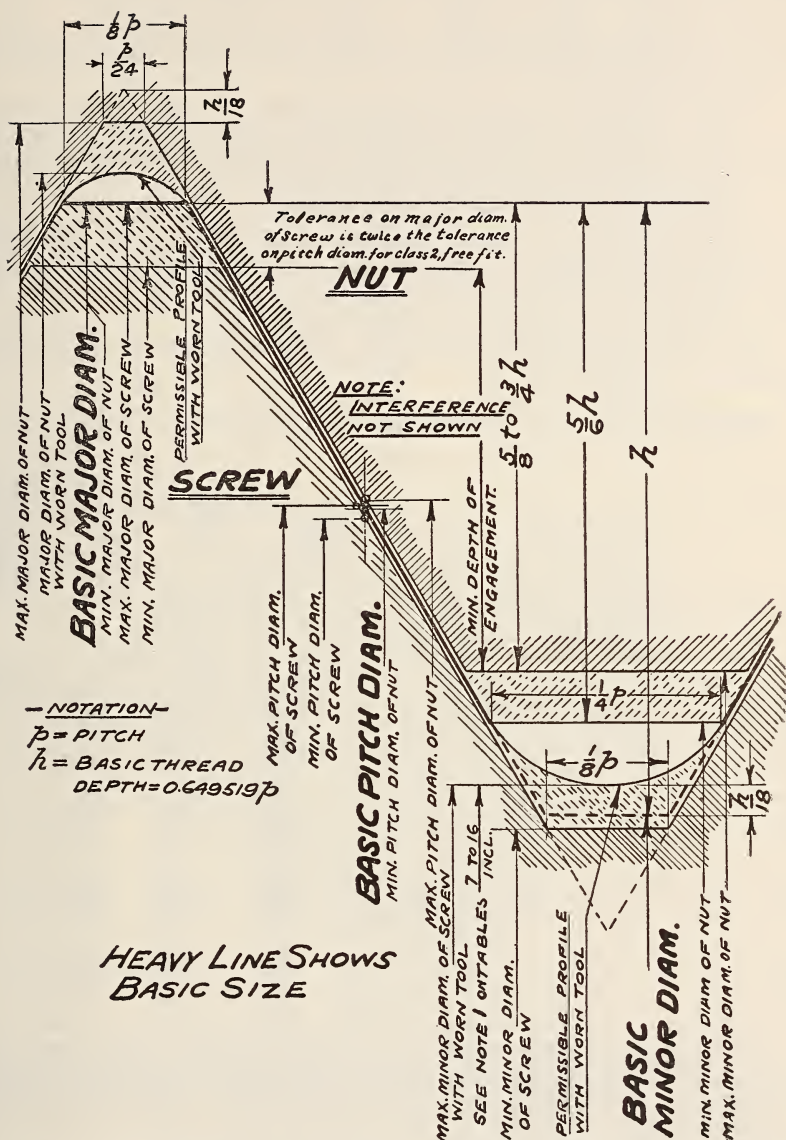 1/8 p
p/24
h/18
Tolerance on major diam.
of Screw is twice the tolerance
on pitch diam. for class 2, free fit.
NUT
MAX. MAJOR DIAM. OF NUT
MAJOR DIAM. OF NUT
WITH WORN TOOL
BASIC MAJOR DIAM.
MIN. MAJOR DIAM. OF NUT
MAX. MAJOR DIAM. OF SCREW
MIN. MAJOR DIAM. OF SCREW
PERMISSIBLE PROFILE
WITH WORN TOOL
SCREW
NOTE:
INTERFERENCE
NOT SHOWN
MIN. DEPTH OF
ENGAGEMENT.
5/8 to 3/4 h
5/6 h
h
MAX. PITCH DIAM.
OF SCREW
MIN. PITCH DIAM.
OF SCREW
BASIC PITCH DIAM.
MIN. PITCH DIAM. OF NUT
MAX. PITCH DIAM. OF NUT
1/4 p
1/8 p
h/18
- NOTATION -
p = PITCH
h = BASIC THREAD
DEPTH = 0.649519 p
HEAVY LINE SHOWS
BASIC SIZE
MAX. MINOR DIAM. OF SCREW
WITH WORN TOOL
SEE NOTE 1 ON TABLES 7 TO 16
INCL.
MIN. MINOR DIAM.
OF SCREW
PERMISSIBLE PROFILE
WITH WORN TOOL
BASIC
MINOR DIAM.
MIN. MINOR DIAM OF NUT
MAX. MINOR DIAM. OF NUT